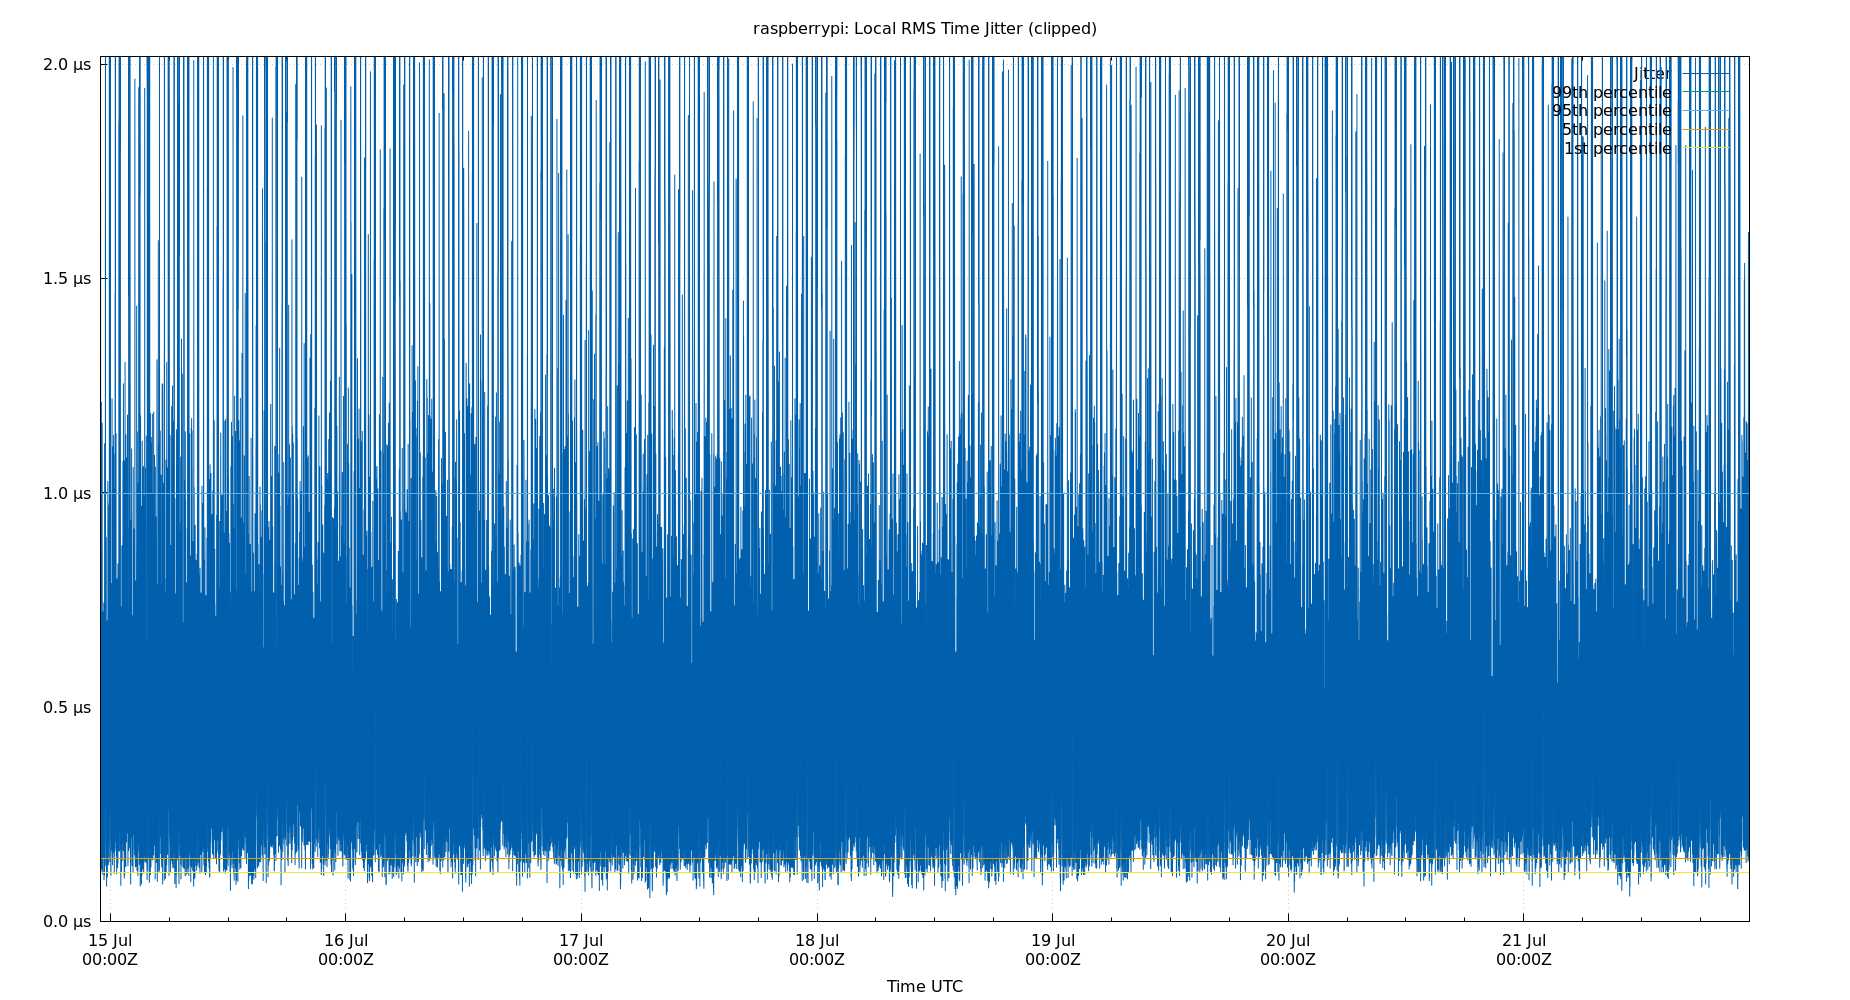 raspberrypi: Local RMS Time Jitter (clipped)
2.0 μs
1.5 μs
1.0 μs
0.5 μs
0.0 μs
Jitter
99th percentile
95th percentile
5th percentile
1st percentile
15 Jul 16 Jul 17 Jul 18 Jul 19 Jul 20 Jul 21 Jul
00:00Z 00:00Z 00:00Z 00:00Z 00:00Z 00:00Z 00:00Z
Time UTC